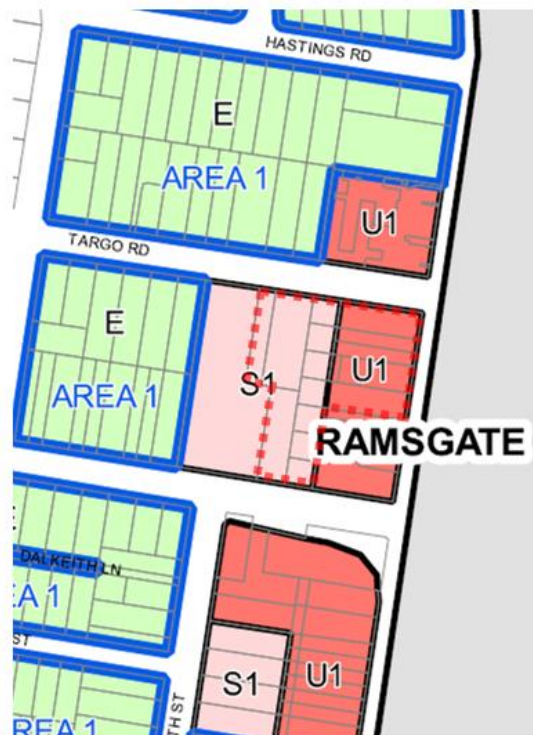 HASTINGS RD
E
AREA 1
U1
TARGO RD
E
AREA 1
S1
U1
RAMSGATE
E
DALKEITH LN
EA 1
ST
S1
U1
TH ST
REA 1